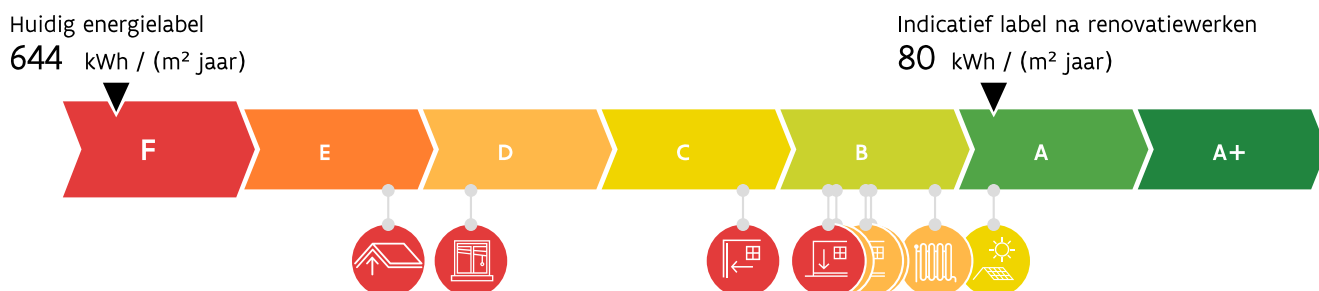 Huidig energielabel
644 kWh / (m² jaar)
Indicatief label na renovatiewerken
80 kWh / (m² jaar)
F E D C B A A+